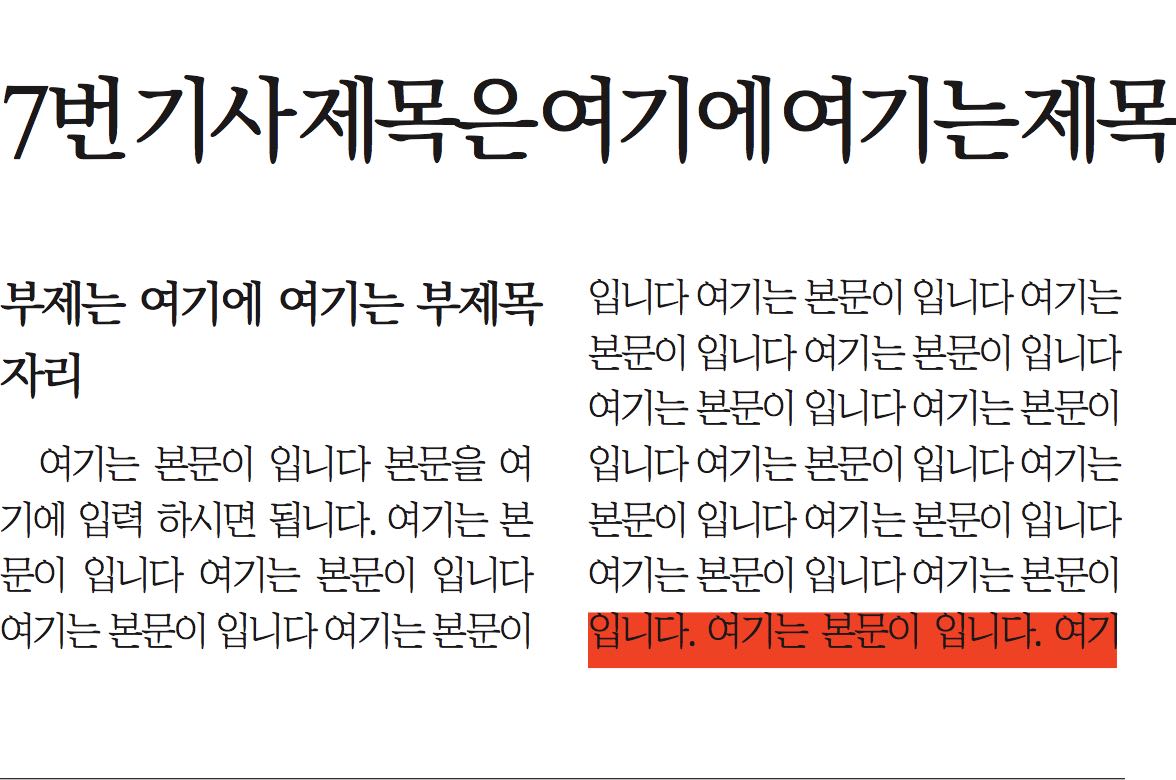 7번 기사 제목은 여기에 여기는 제목
부제는 여기에 여기는 부제목
자리
여기는 본문이 입니다 본문을 여
기에 입력 하시면 됩니다. 여기는 본
문이 입니다 여기는 본문이 입니다
여기는 본문이 입니다 여기는 본문이
입니다 여기는 본문이 입니다 여기는
본문이 입니다 여기는 본문이 입니다
여기는 본문이 입니다 여기는 본문이
입니다 여기는 본문이 입니다 여기는
본문이 입니다 여기는 본문이 입니다
여기는 본문이 입니다 여기는 본문이
입니다. 여기는 본문이 입니다. 여기